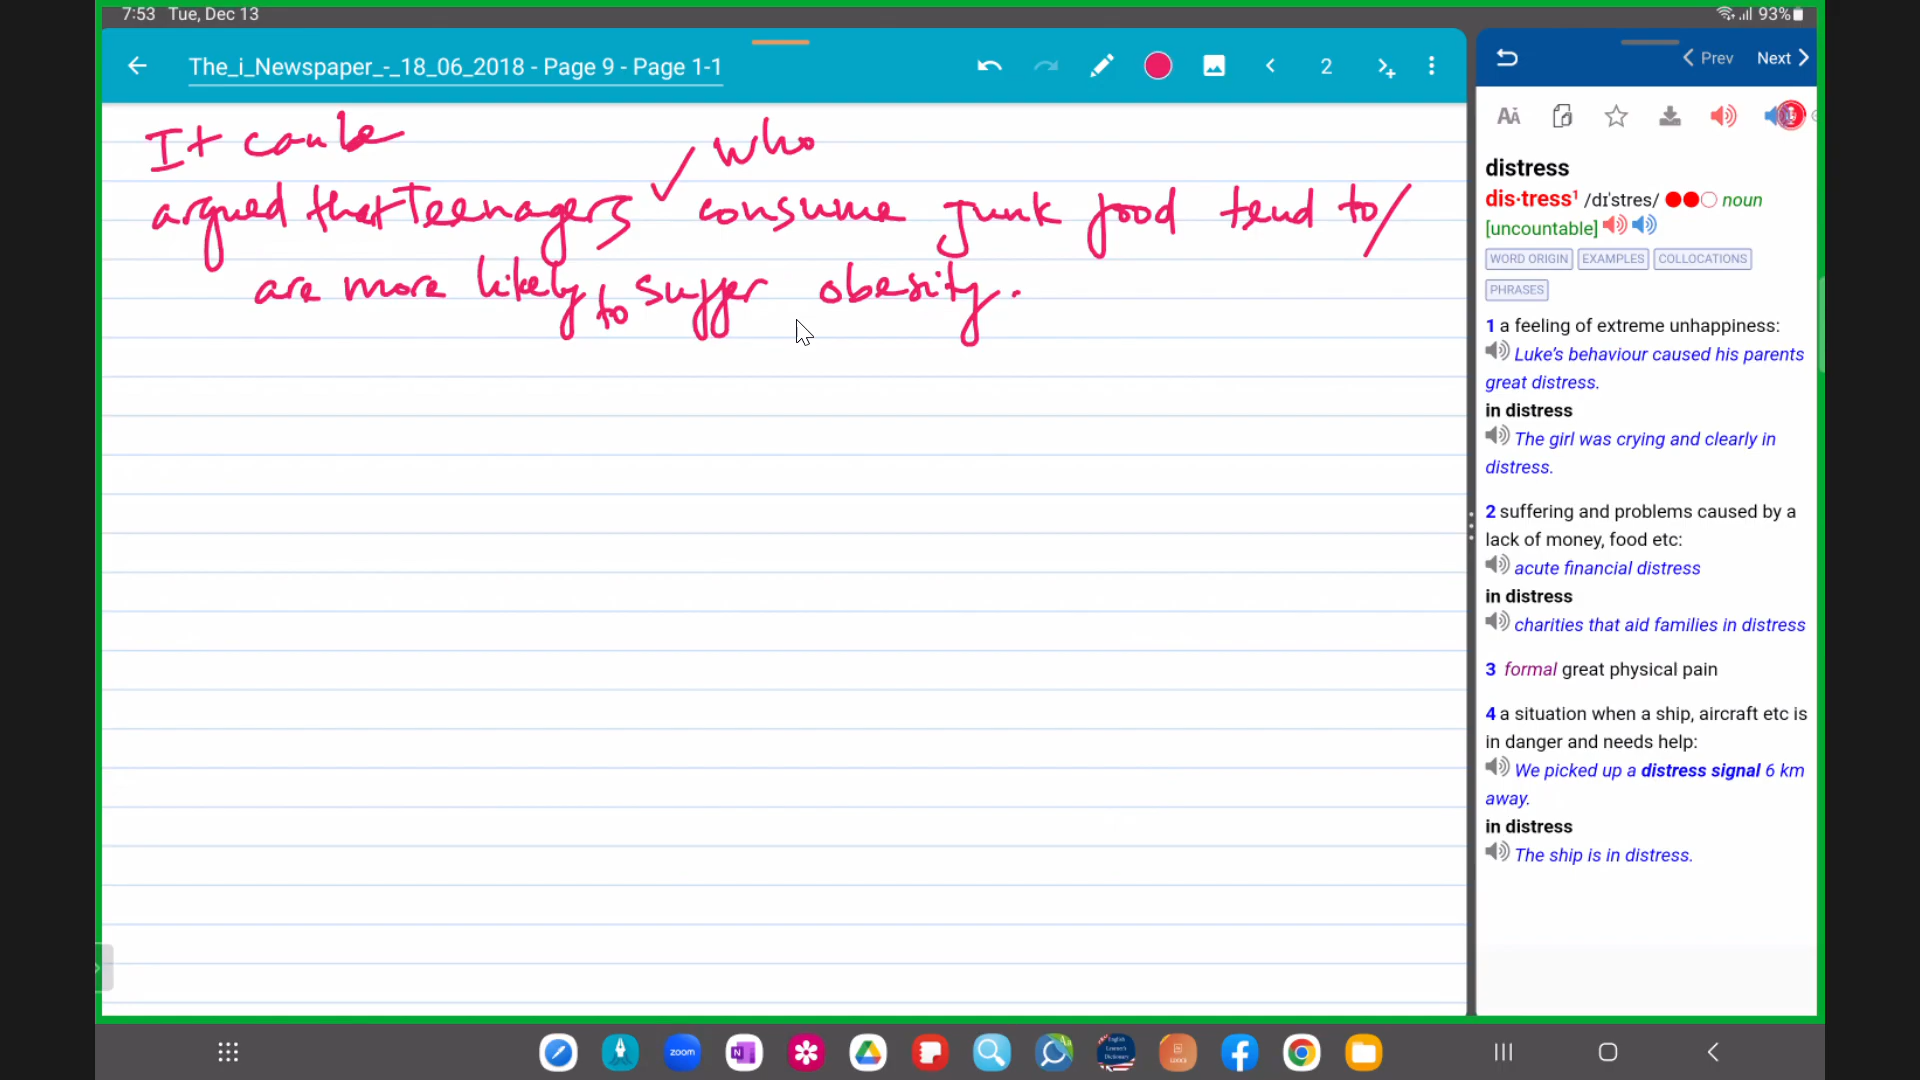 7:53 Tue, Dec 13
93%
The_i_Newspaper_-_18_06_2018 - Page 9 - Page 1-1
2
It can be
who
argued that Teenagers ✓ consume junk food tend to/
are more likely to suffer obesity.
Prev Next
distress
dis·tress¹ /dɪˈstres/ noun
[uncountable]
WORD ORIGIN EXAMPLES COLLOCATIONS
PHRASES
1 a feeling of extreme unhappiness:
Luke's behaviour caused his parents
great distress.
in distress
The girl was crying and clearly in
distress.
2 suffering and problems caused by a
lack of money, food etc:
acute financial distress
in distress
charities that aid families in distress
3 formal great physical pain
4 a situation when a ship, aircraft etc is
in danger and needs help:
We picked up a distress signal 6 km
away.
in distress
The ship is in distress.
zoom